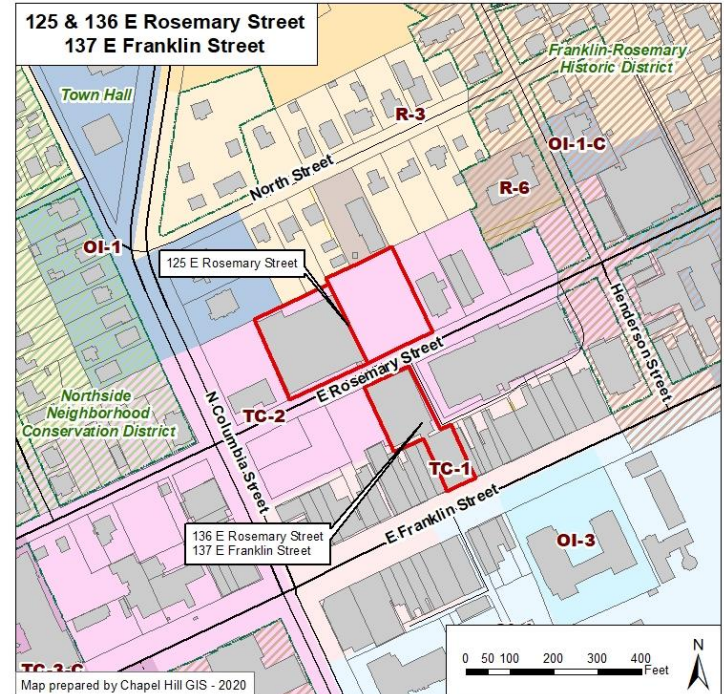 125 & 136 E Rosemary Street
137 E Franklin Street
Town Hall
Franklin-Rosemary
Historic District
R-3
OI-1-C
North Street
R-6
OI-1
125 E Rosemary Street
Henderson Street
E Rosemary Street
Northside
Neighborhood
Conservation District
N Columbia Street
TC-2
TC-1
E Franklin Street
136 E Rosemary Street
137 E Franklin Street
OI-3
TC-3-C
N
0 50 100 200 300 400
Feet
Map prepared by Chapel Hill GIS - 2020